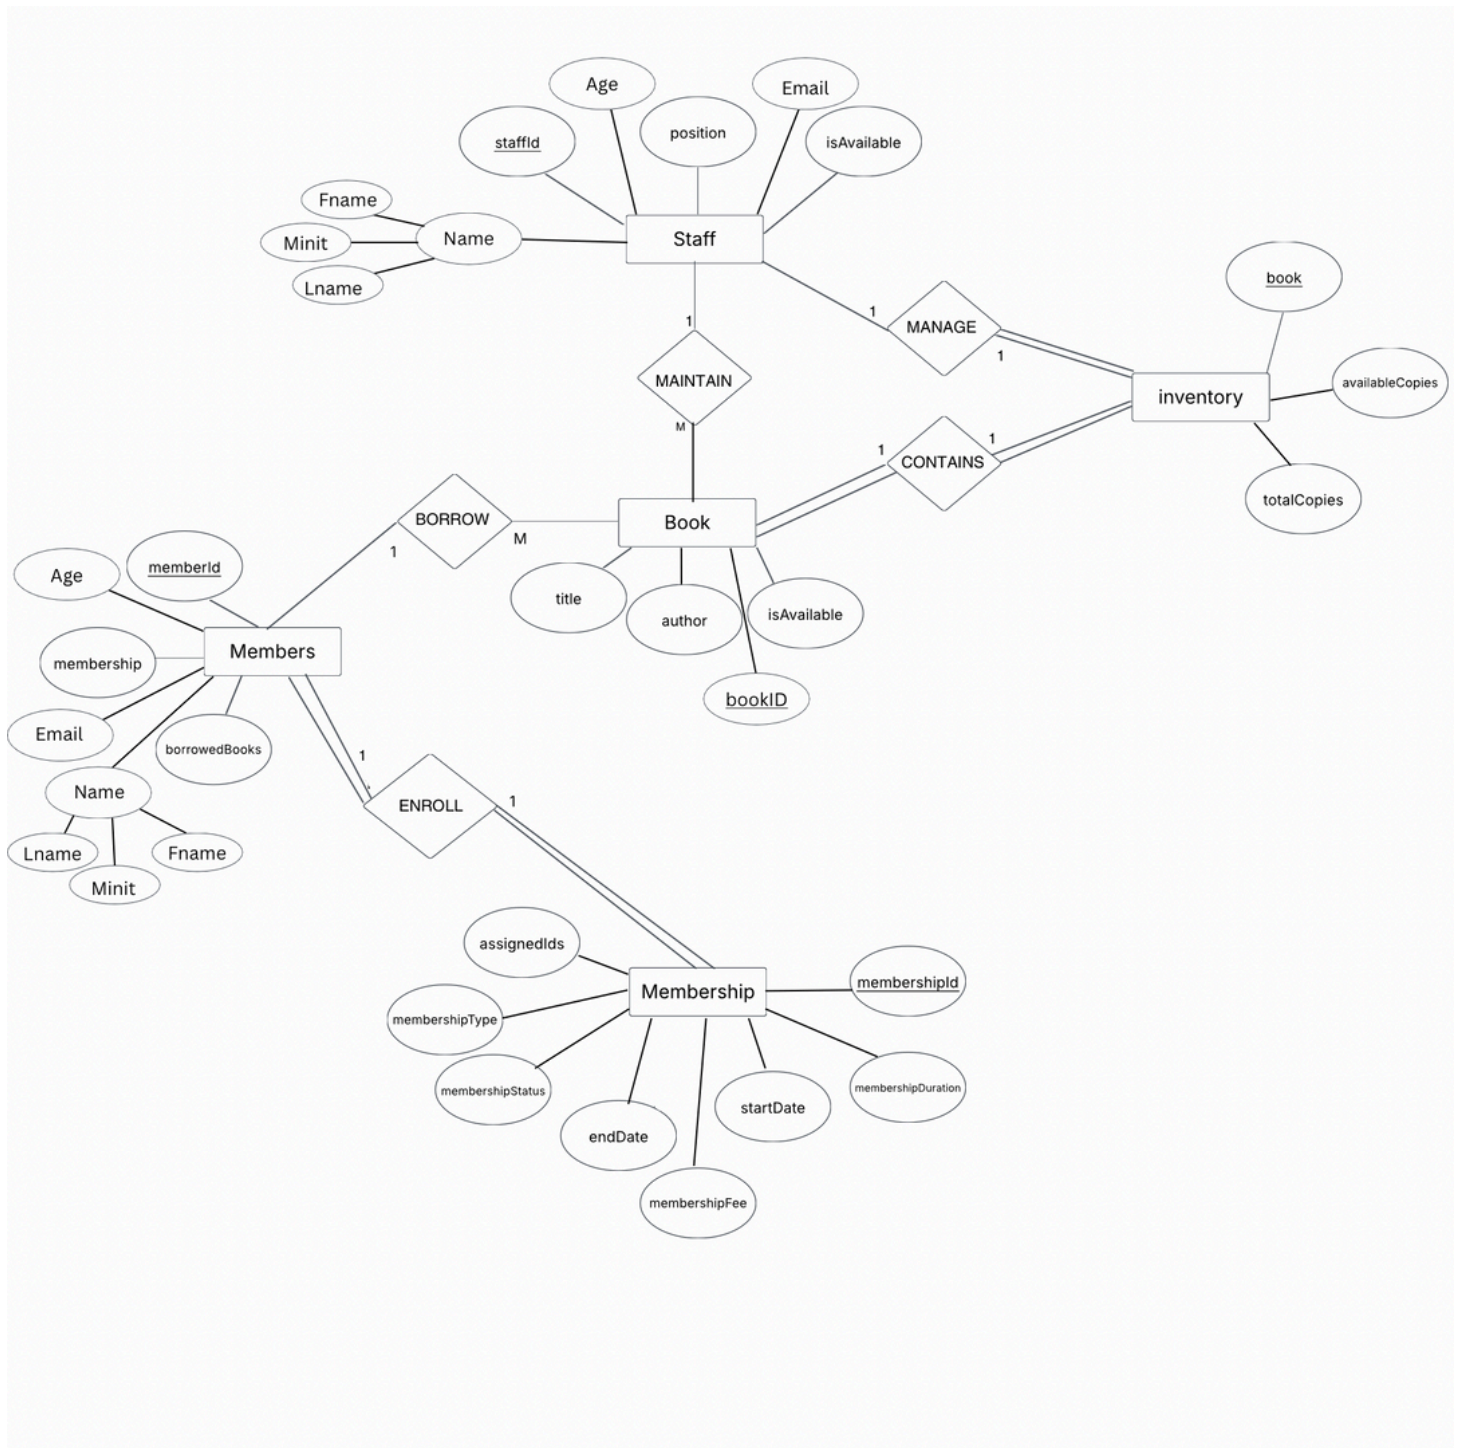 Age
Email
position
staffId
isAvailable
Fname
Minit
Name
Lname
Staff
book
1
MANAGE
1
1
MAINTAIN
M
availableCopies
inventory
1
1
CONTAINS
totalCopies
BORROW
M
1
Book
title
author
isAvailable
bookID
Age
memberId
Members
membership
Email
borrowedBooks
Name
Lname
Fname
Minit
1
ENROLL
1
assignedIds
membershipId
Membership
membershipType
membershipStatus
membershipDuration
startDate
endDate
membershipFee